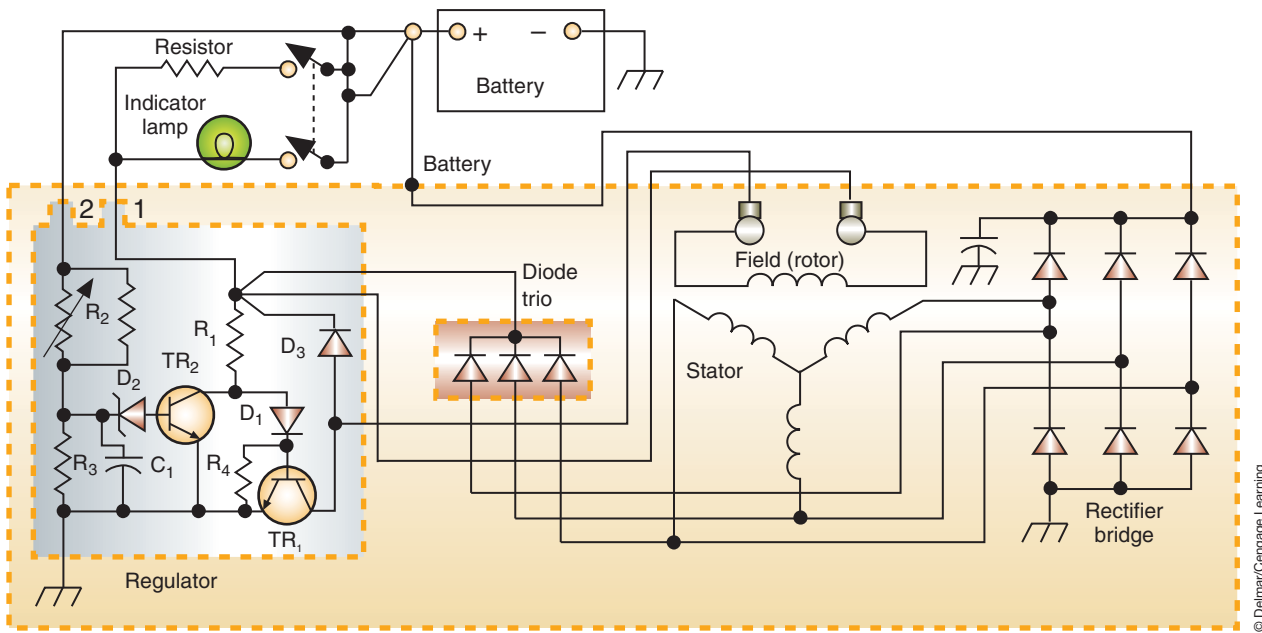 Resistor
+ −
Battery
Indicator
lamp
Battery
2 1
Field (rotor)
Diode
trio
R2
R1
D3
TR2
D2
Stator
D1
R3
C1
R4
TR1
Rectifier
bridge
Regulator
© Delmar/Cengage Learning